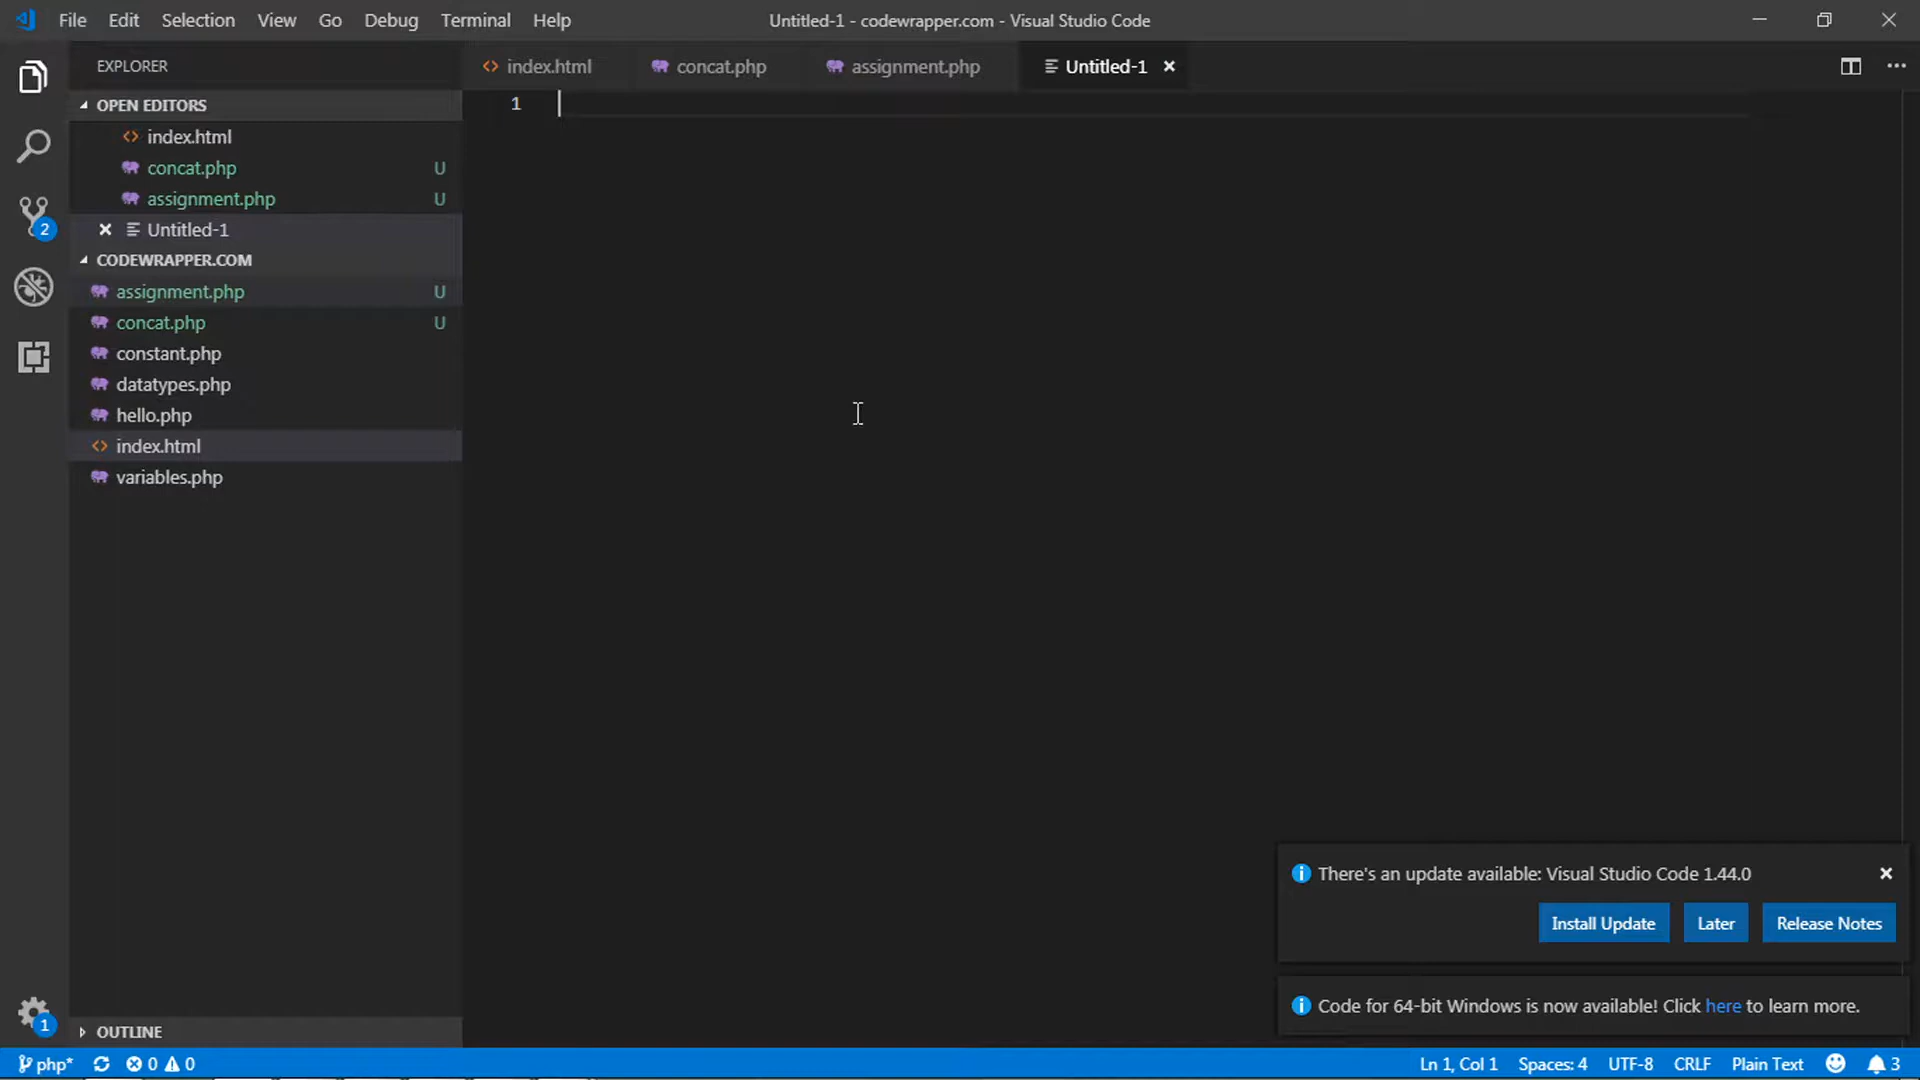 File Edit Selection View Go Debug Terminal Help Untitled-1 - codewrapper.com - Visual Studio Code
EXPLORER
index.html concat.php assignment.php Untitled-1
OPEN EDITORS
index.html
concat.php U
assignment.php U
Untitled-1
CODEWRAPPER.COM
assignment.php U
concat.php U
constant.php
datatypes.php
hello.php
index.html
variables.php
1
There's an update available: Visual Studio Code 1.44.0
Install Update Later Release Notes
Code for 64-bit Windows is now available! Click here to learn more.
2
1
OUTLINE
php* 0 0 Ln 1, Col 1 Spaces: 4 UTF-8 CRLF Plain Text 3